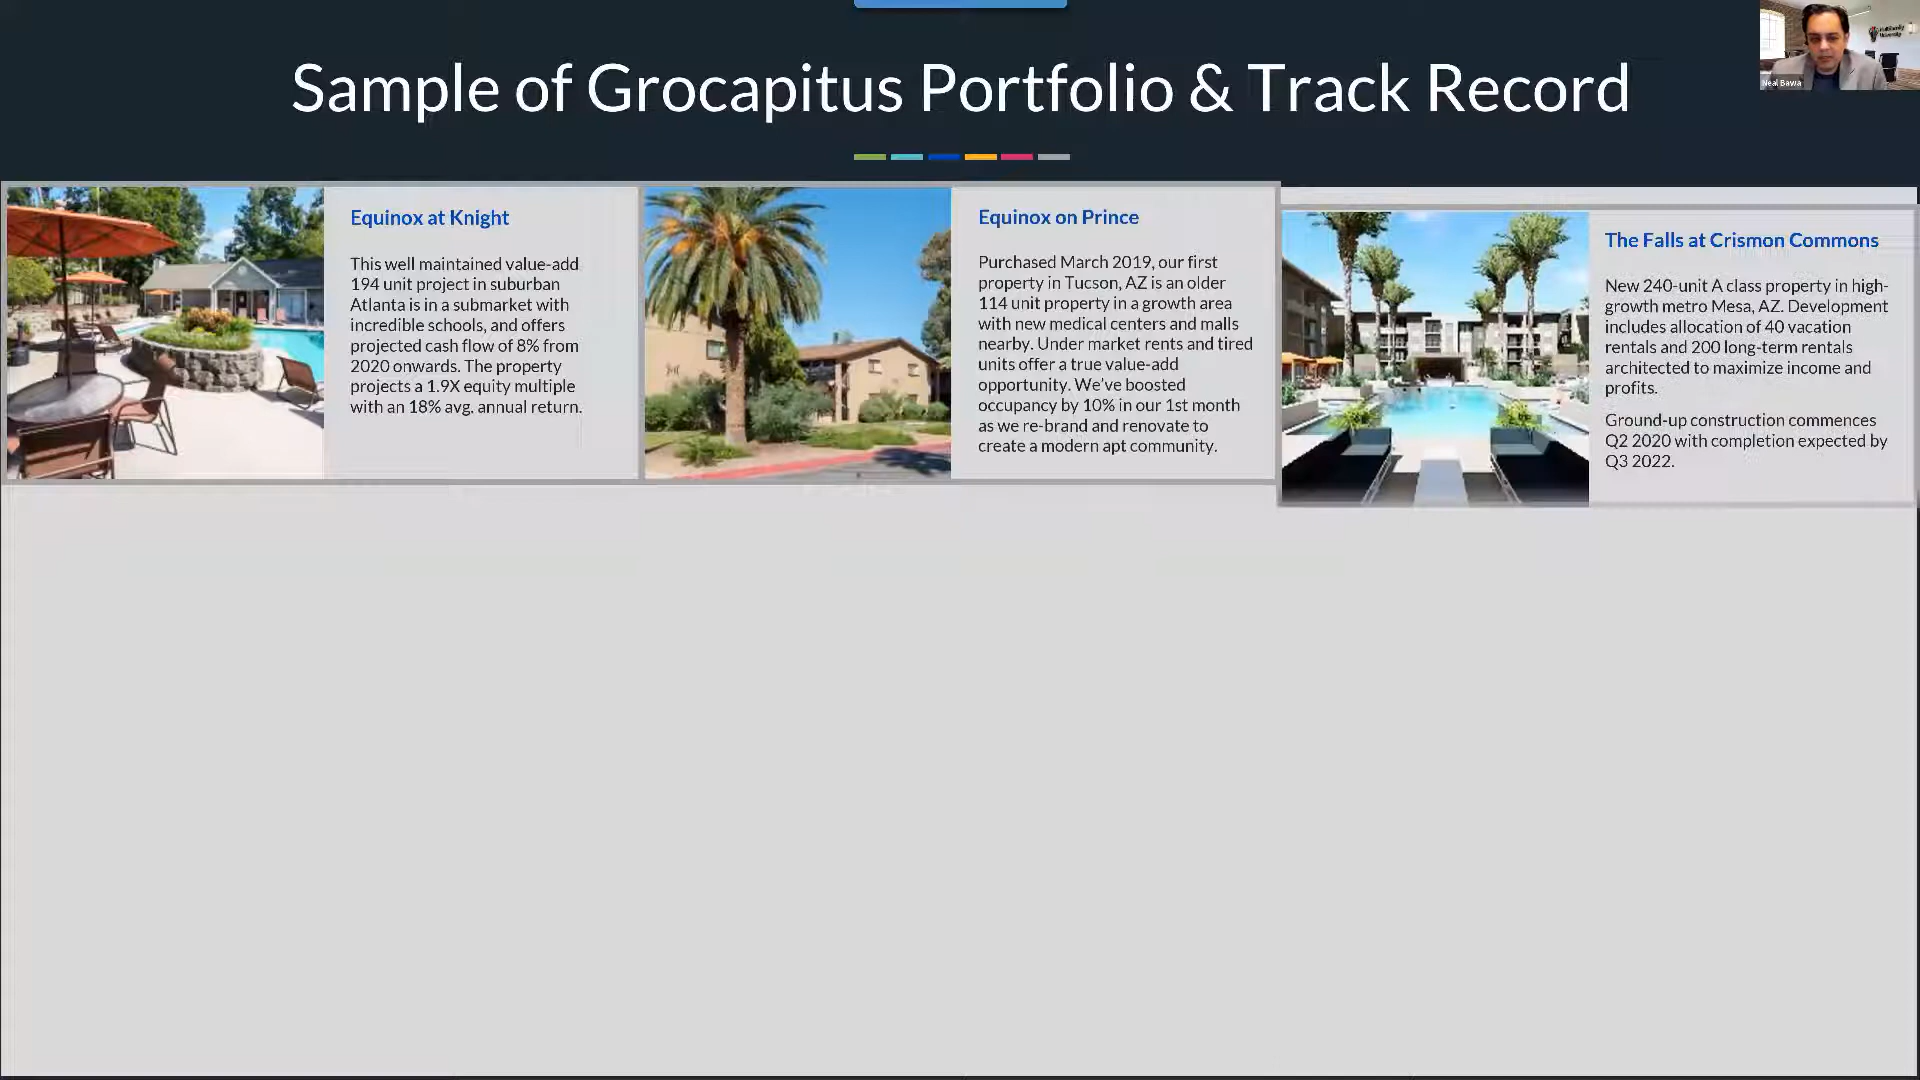 Sample of Grocapitus Portfolio & Track Record
Neal Bawa
Equinox at Knight
This well maintained value-add
194 unit project in suburban
Atlanta is in a submarket with
incredible schools, and offers
projected cash flow of 8% from
2020 onwards. The property
projects a 1.9X equity multiple
with an 18% avg. annual return.
Equinox on Prince
Purchased March 2019, our first
property in Tucson, AZ is an older
114 unit property in a growth area
with new medical centers and malls
nearby. Under market rents and tired
units offer a true value-add
opportunity. We've boosted
occupancy by 10% in our 1st month
as we re-brand and renovate to
create a modern apt community.
The Falls at Crismon Commons
New 240-unit A class property in high-
growth metro Mesa, AZ. Development
includes allocation of 40 vacation
rentals and 200 long-term rentals
architected to maximize income and
profits.
Ground-up construction commences
Q2 2020 with completion expected by
Q3 2022.